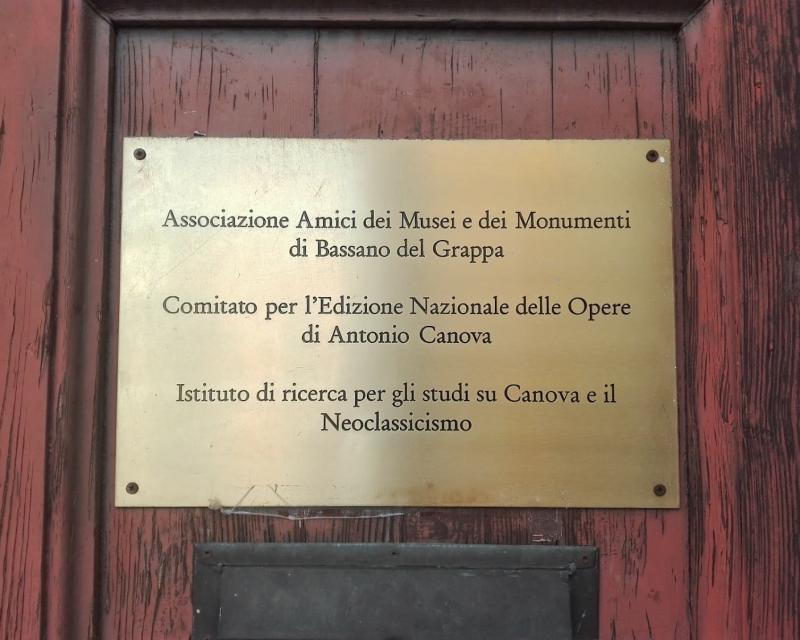 Associazione Amici dei Musei e dei Monumenti
di Bassano del Grappa
Comitato per l'Edizione Nazionale delle Opere
di Antonio Canova
Istituto di ricerca per gli studi su Canova e il
Neoclassicismo